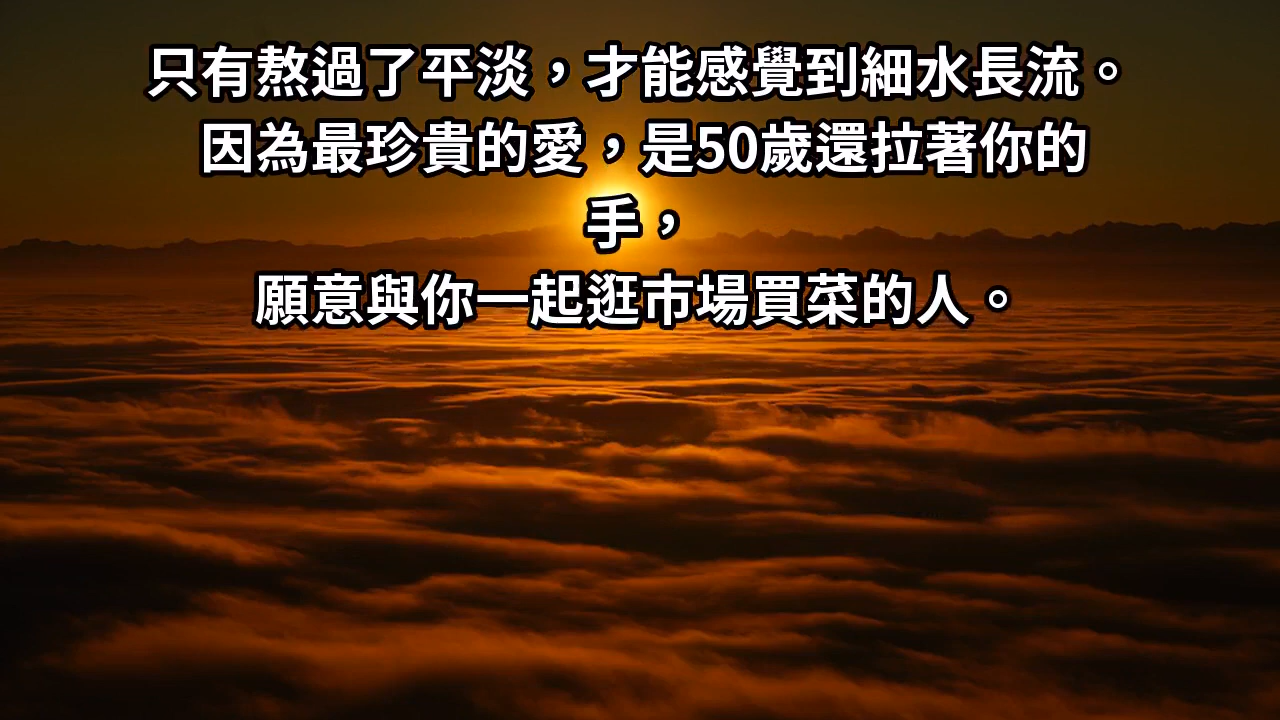 只有熬過了平淡，才能感覺到細水長流。
因為最珍貴的愛，是50歲還拉著你的
手，
願意與你一起逛市場買菜的人。